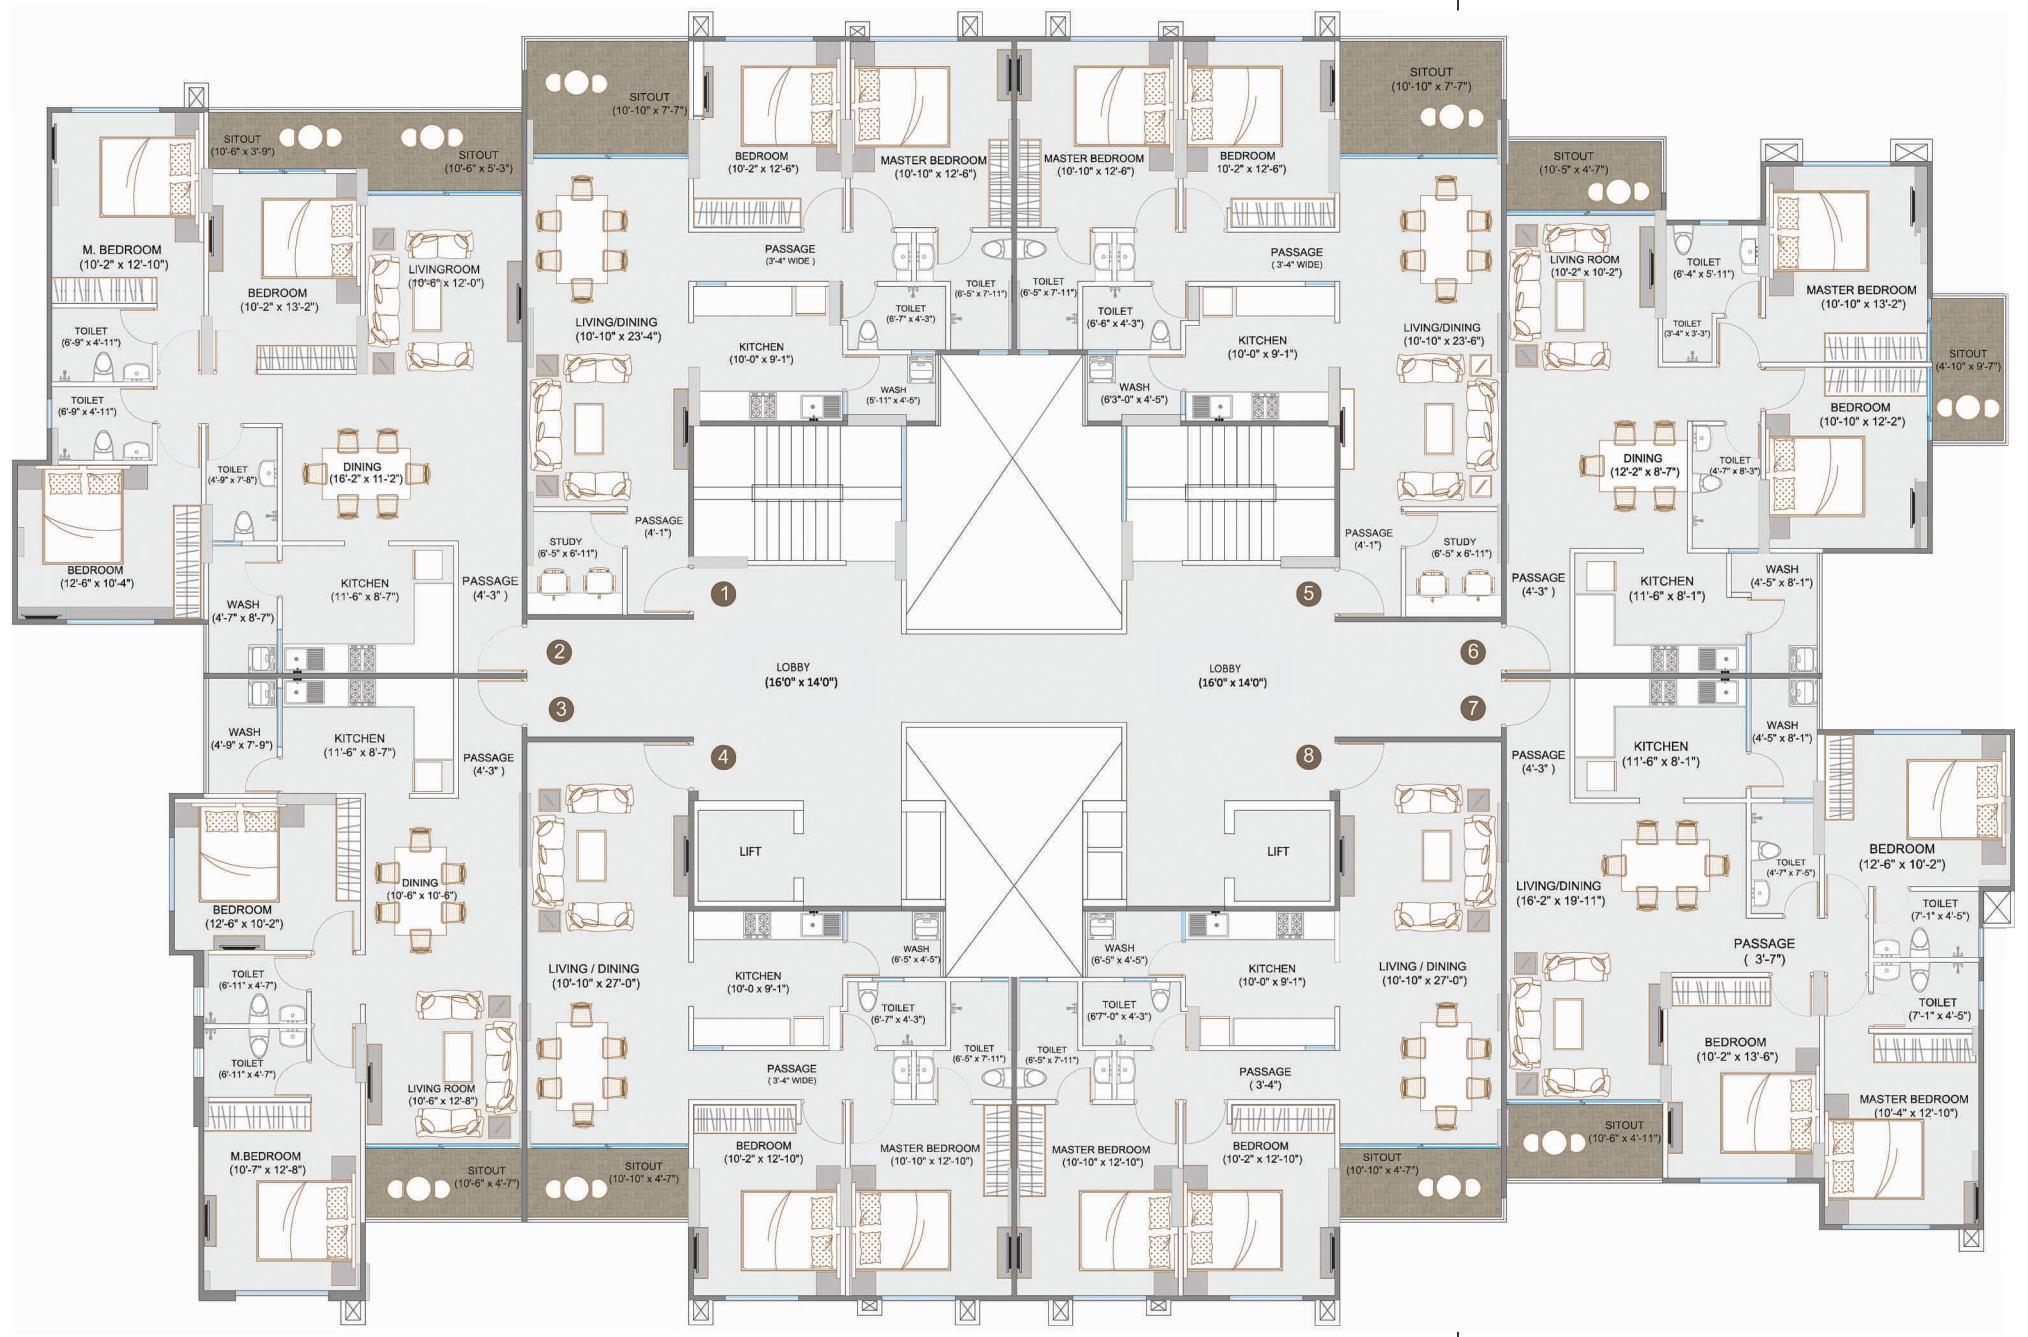 SITOUT
(10'-6" x 3'-9")
SITOUT
(10'-6" x 5'-3")
M. BEDROOM
(10'-2" x 12'-10")
BEDROOM
(10'-2" x 13'-2")
LIVINGROOM
(10'-6" x 12'-0")
TOILET
(6'-9" x 4'-11")
TOILET
(6'-9" x 4'-11")
TOILET
(4'-9" x 7'-8")
DINING
(16'-2" x 11-'2")
BEDROOM
(12'-6" x 10'-4")
WASH
(4'-7" x 8'-7")
KITCHEN
(11'-6" x 8'-7")
PASSAGE
(4'-3" )
2
SITOUT
(10'-10" x 7'-7")
BEDROOM
(10'-2" x 12'-6")
MASTER BEDROOM
(10'-10" x 12'-6")
PASSAGE
(3'-4" WIDE )
TOILET
(6'-5" x 7'-11")
TOILET
(6'-7" x 4'-3")
LIVING/DINING
(10'-10" x 23'-4")
KITCHEN
(10'-0" x 9'-1")
WASH
(5'-11" x 4'-5")
STUDY
(6'-5" x 6'-11")
PASSAGE
(4'-1")
1
MASTER BEDROOM
(10'-10" x 12'-6")
BEDROOM
(10'-2" x 12'-6")
SITOUT
(10'-10" x 7'-7")
PASSAGE
( 3'-4" WIDE)
TOILET
(6'-5" x 7'-11")
TOILET
(6'-6" x 4'-3")
KITCHEN
(10'-0" x 9'-1")
LIVING/DINING
(10'-10" x 23'-6")
WASH
(6'3"-0" x 4'-5")
PASSAGE
(4'-1")
STUDY
(6'-5" x 6'-11")
5
SITOUT
(10'-5" x 4'-7")
LIVING ROOM
(10'-2" x 10'-2")
TOILET
(6'-4" x 5'-11")
MASTER BEDROOM
(10'-10" x 13'-2")
TOILET
(3'-4" x 3'-3")
SITOUT
(4'-10" x 9'-7")
BEDROOM
(10'-10" x 12'-2")
DINING
(12'-2" x 8'-7")
TOILET
(4'-7" x 8'-3")
PASSAGE
(4'-3" )
KITCHEN
(11'-6" x 8'-1")
WASH
(4'-5" x 8'-1")
6
LOBBY
(16'0" x 14'0")
LOBBY
(16'0" x 14'0")
3
WASH
(4'-9" x 7'-9")
KITCHEN
(11'-6" x 8'-7")
PASSAGE
(4'-3" )
BEDROOM
(12'-6" x 10'-2")
DINING
(10'-6" x 10'-6")
TOILET
(6'-11" x 4'-7")
TOILET
(6'-11" x 4'-7")
LIVING ROOM
(10'-6" x 12'-8")
M.BEDROOM
(10'-7" x 12'-8")
SITOUT
(10'-6" x 4'-7")
4
LIFT
LIVING / DINING
(10'-10" x 27'-0")
KITCHEN
(10'-0 x 9'-1")
WASH
(6'-5" x 4'-5")
TOILET
(6'-7" x 4'-3")
TOILET
(6'-5" x 7'-11")
PASSAGE
( 3'-4" WIDE)
BEDROOM
(10'-2" x 12'-10")
MASTER BEDROOM
(10'-10" x 12'-10")
SITOUT
(10'-10" x 4'-7")
8
LIFT
WASH
(6'-5" x 4'-5")
KITCHEN
(10'-0" x 9'-1")
LIVING / DINING
(10'-10" x 27'-0")
TOILET
(6'7"-0" x 4'-3")
TOILET
(6'-5" x 7'-11")
PASSAGE
( 3'-4")
MASTER BEDROOM
(10'-10" x 12'-10")
BEDROOM
(10'-2" x 12'-10")
SITOUT
(10'-10" x 4'-7")
7
PASSAGE
(4'-3" )
KITCHEN
(11'-6" x 8'-1")
WASH
(4'-5" x 8'-1")
BEDROOM
(12'-6" x 10'-2")
TOILET
(4'-7" x 7'-5")
LIVING/DINING
(16'-2" x 19'-11")
TOILET
(7'-1" x 4'-5")
PASSAGE
( 3'-7")
TOILET
(7'-1" x 4'-5")
BEDROOM
(10'-2" x 13'-6")
MASTER BEDROOM
(10'-4" x 12'-10")
SITOUT
(10'-6" x 4'-11")